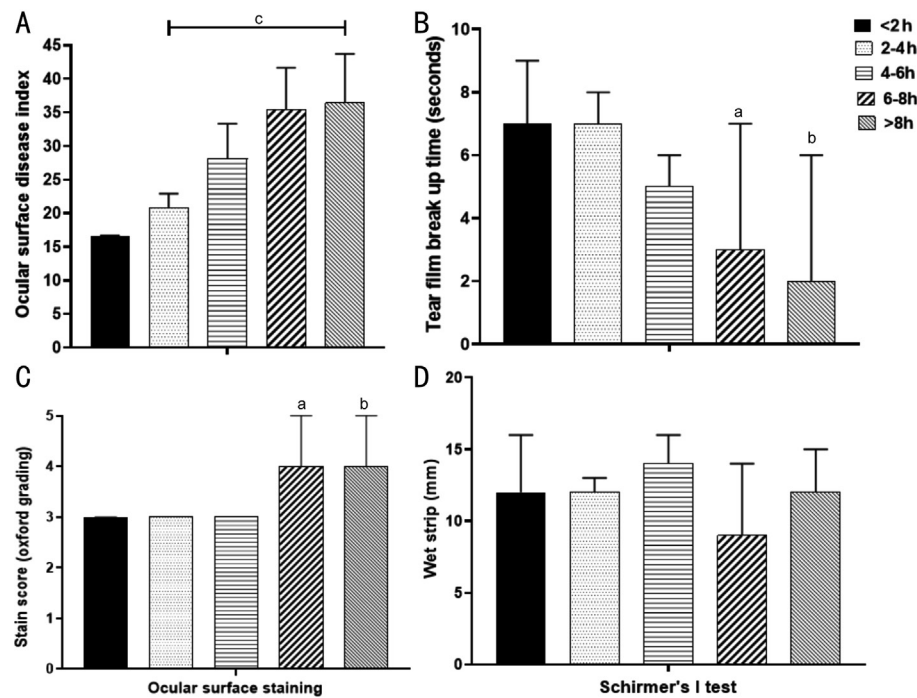 A
c
Ocular surface disease index
45
40
35
30
25
20
15
10
5
0
B
Tear film break up time (seconds)
10
8
6
4
2
0
a
b
<2 h
2-4h
4-6h
6-8h
>8h
C
Stain score (oxford grading)
5
4
3
2
1
0
a
b
Ocular surface staining
D
Wet strip (mm)
20
15
10
5
0
Schirmer's I test